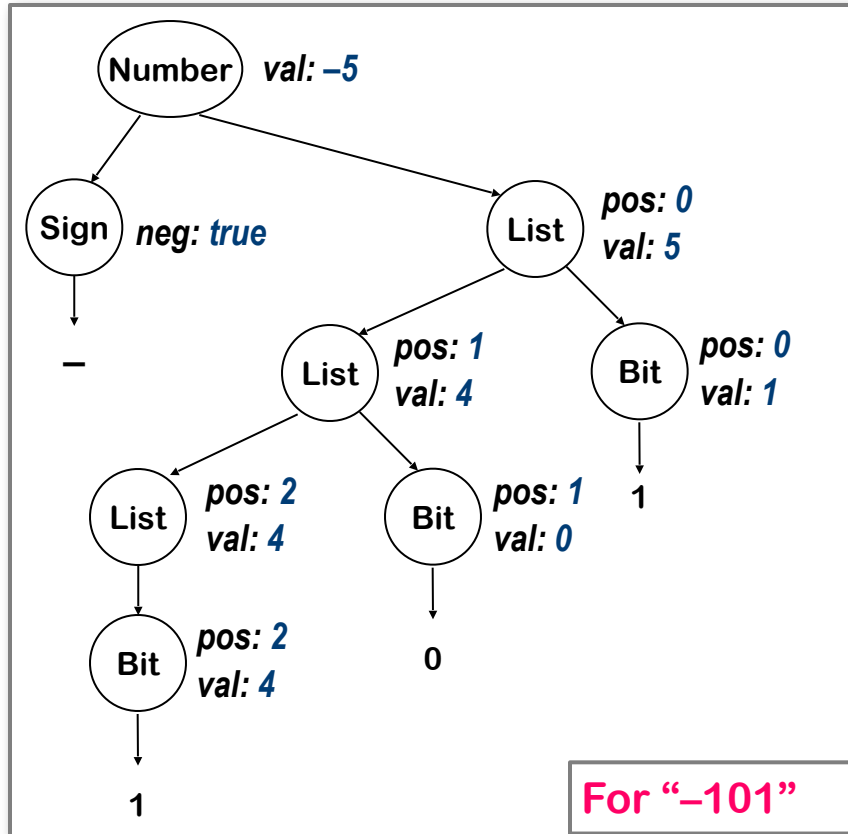 Number val: –5
Sign neg: true
List pos: 0
val: 5
–
List pos: 1
val: 4
Bit pos: 0
val: 1
1
List pos: 2
val: 4
Bit pos: 1
val: 0
Bit pos: 2
val: 4
0
1
For “–101”